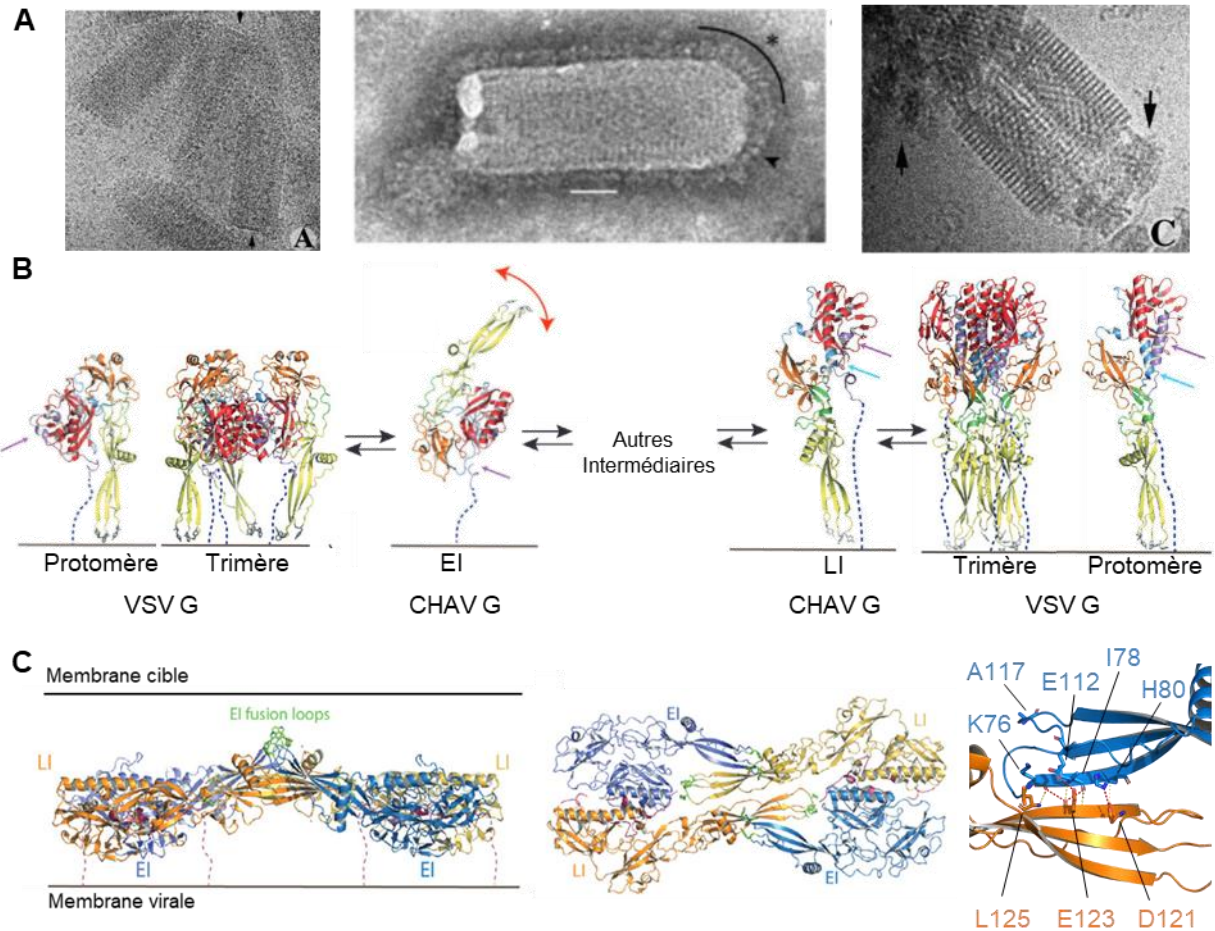 A
A
*
C
B
Autres
Intermédiaires
Protomère
Trimère
EI
LI
Trimère
Protomère
VSV G
CHAV G
CHAV G
VSV G
C
Membrane cible
EI fusion loops
LI
LI
EI
EI
Membrane virale
EI
LI
LI
EI
A117
E112
I78
H80
K76
L125
E123
D121